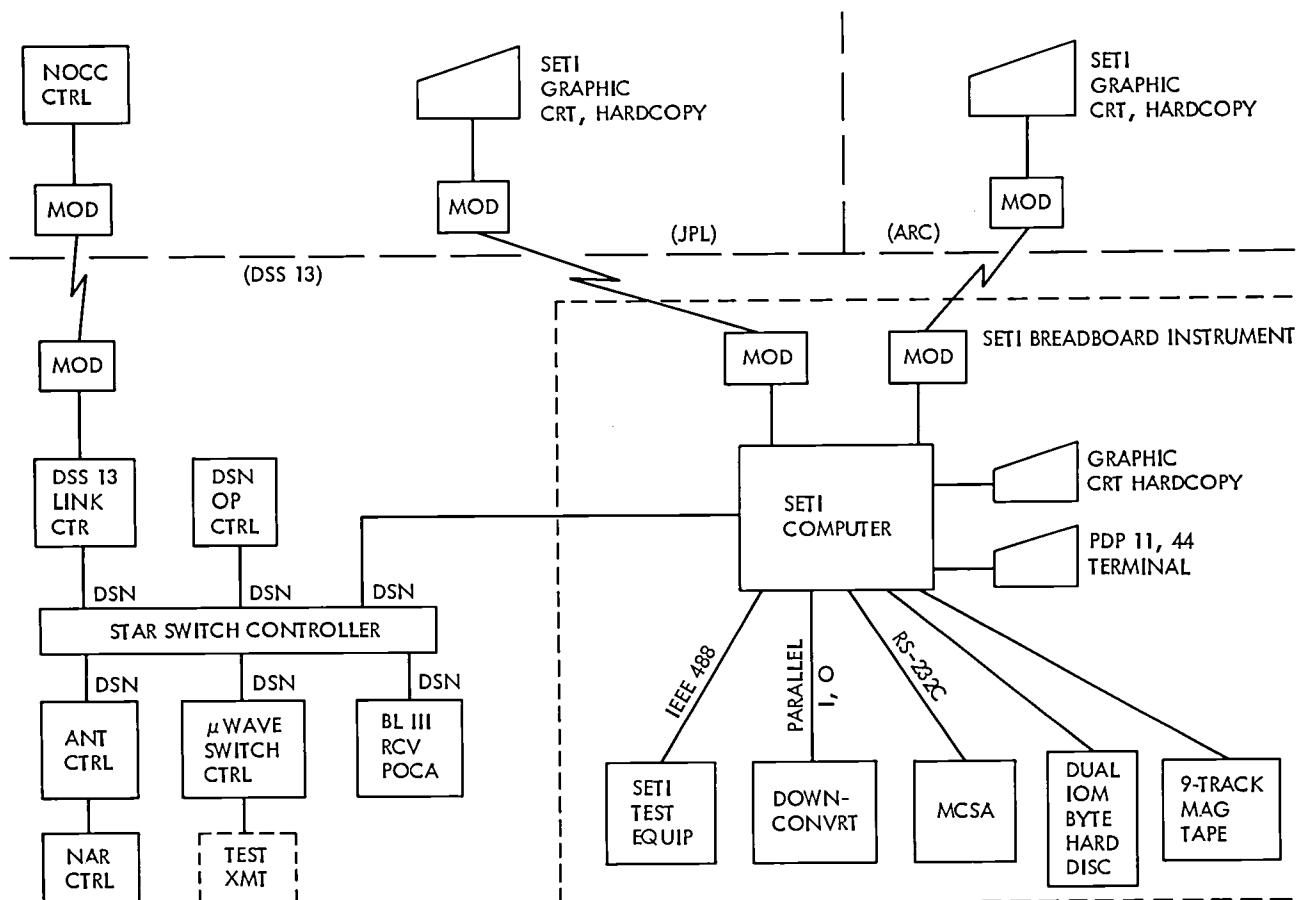 NOCC
CTRL
SETI
GRAPHIC
CRT, HARDCOPY
SETI
GRAPHIC
CRT, HARDCOPY
MOD
MOD
MOD
(JPL)
(ARC)
(DSS 13)
MOD
MOD
MOD
SETI BREADBOARD INSTRUMENT
DSS 13
LINK
CTR
DSN
OP
CTRL
SETI
COMPUTER
GRAPHIC
CRT HARDCOPY
PDP 11, 44
TERMINAL
DSN
DSN
DSN
STAR SWITCH CONTROLLER
DSN
DSN
DSN
IEEE 488
PARALLEL
I, O
RS-232C
ANT
CTRL
μWAVE
SWITCH
CTRL
BL III
RCV
POCA
SETI
TEST
EQUIP
DOWN-
CONVRT
MCSA
DUAL
IOM
BYTE
HARD
DISC
9-TRACK
MAG
TAPE
NAR
CTRL
TEST
XMT